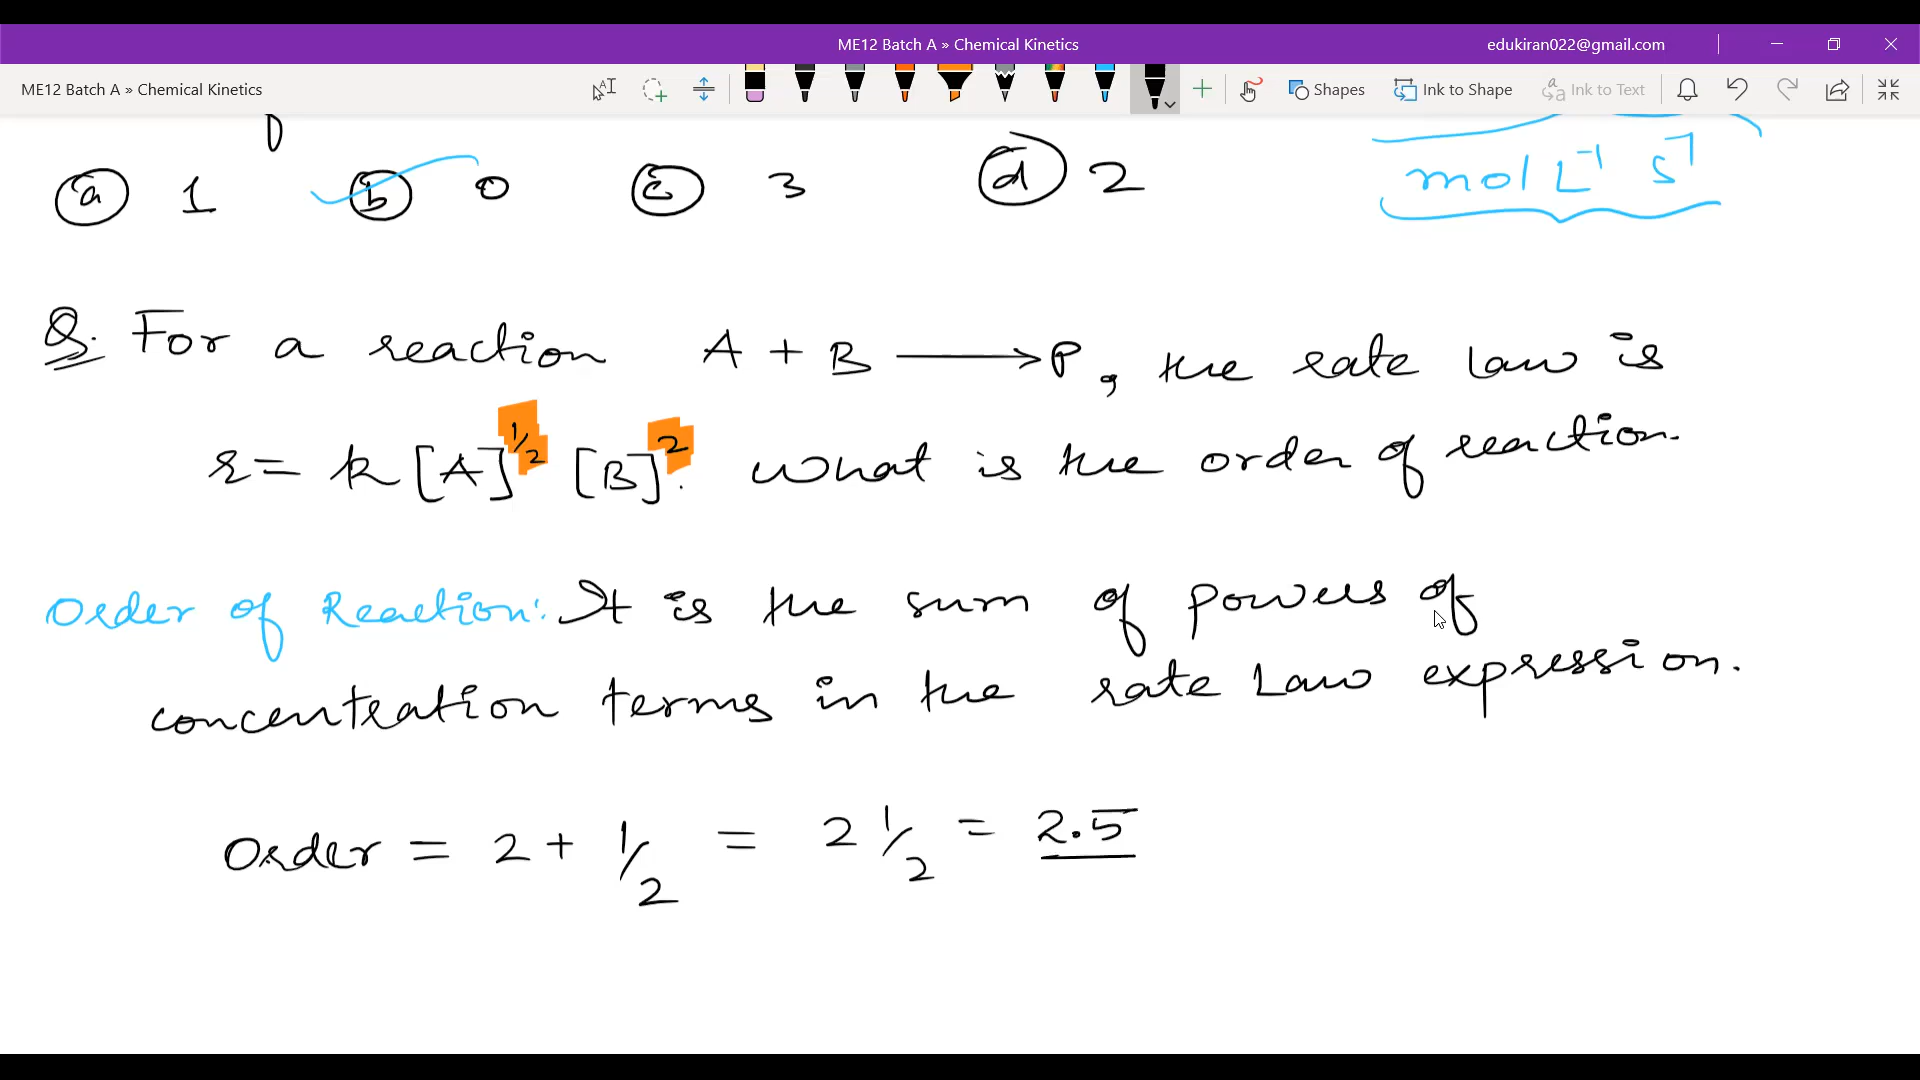 ME12 Batch A » Chemical Kinetics
edukiran022@gmail.com
ME12 Batch A » Chemical Kinetics
Shapes
Ink to Shape
Ink to Text
mol L⁻¹ s⁻¹
(a) 1 (b) 0 (c) 3 (d) 2
Q. For a reaction A + B ⟶ P, the rate law is
r = k [A]^1/2 [B]^2. What is the order of reaction.
Order of Reaction: It is the sum of powers of
concentration terms in the rate Law expression.
Order = 2 + 1/2 = 2 1/2 = 2.5